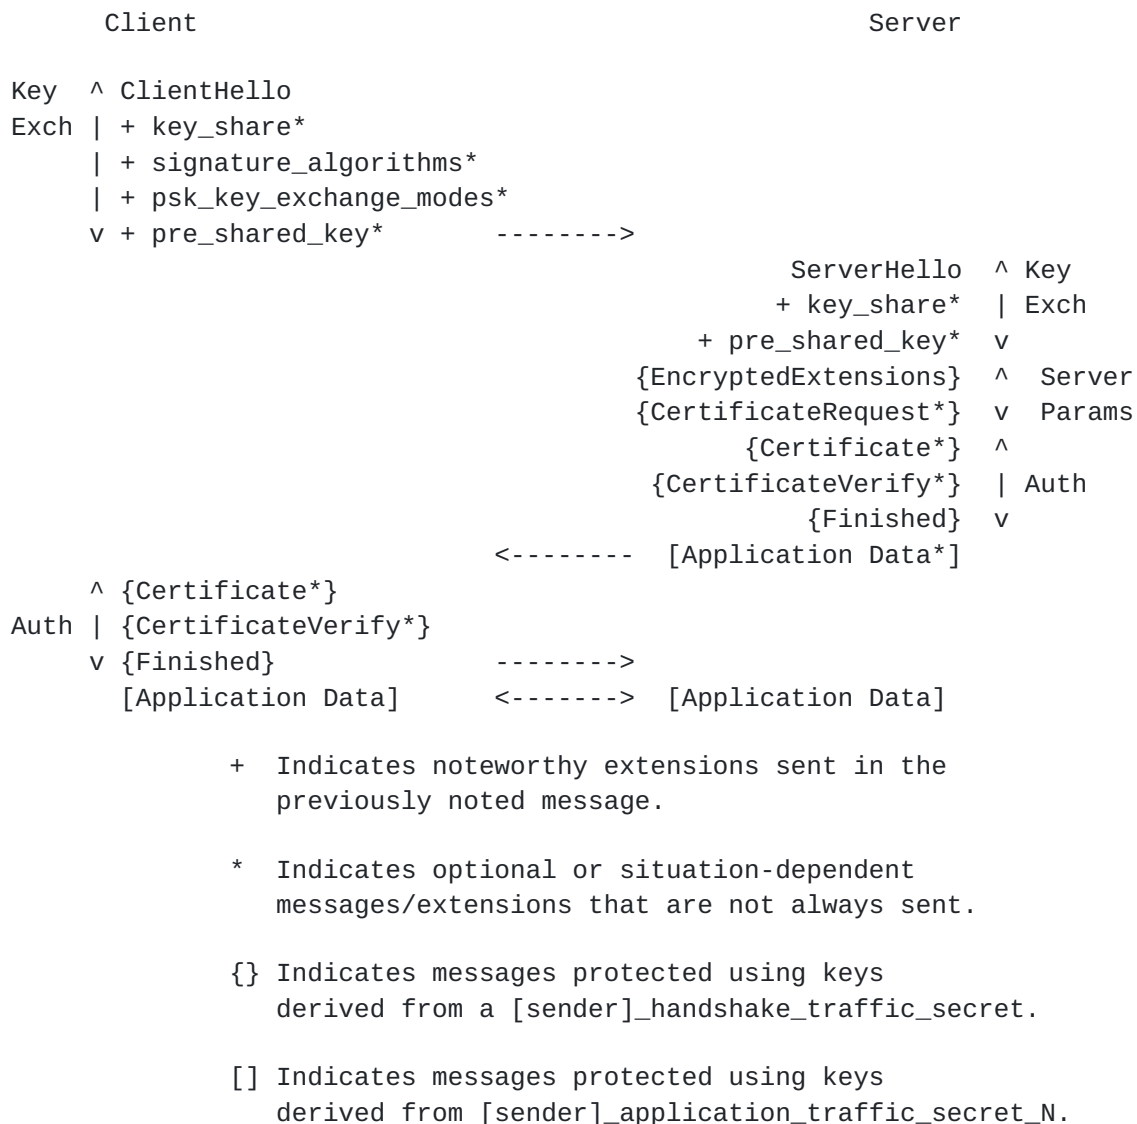 Client                                               Server

Key  ^ ClientHello
Exch | + key_share*
     | + signature_algorithms*
     | + psk_key_exchange_modes*
     v + pre_shared_key*       -------->
                                                  ServerHello  ^ Key
                                                 + key_share*  | Exch
                                            + pre_shared_key*  v
                                        {EncryptedExtensions}  ^  Server
                                        {CertificateRequest*}  v  Params
                                               {Certificate*}  ^
                                         {CertificateVerify*}  | Auth
                                                   {Finished}  v
                               <--------  [Application Data*]
     ^ {Certificate*}
Auth | {CertificateVerify*}
     v {Finished}              -------->
       [Application Data]      <------->  [Application Data]

              +  Indicates noteworthy extensions sent in the
                 previously noted message.

              *  Indicates optional or situation-dependent
                 messages/extensions that are not always sent.

              {} Indicates messages protected using keys
                 derived from a [sender]_handshake_traffic_secret.

              [] Indicates messages protected using keys
                 derived from [sender]_application_traffic_secret_N.